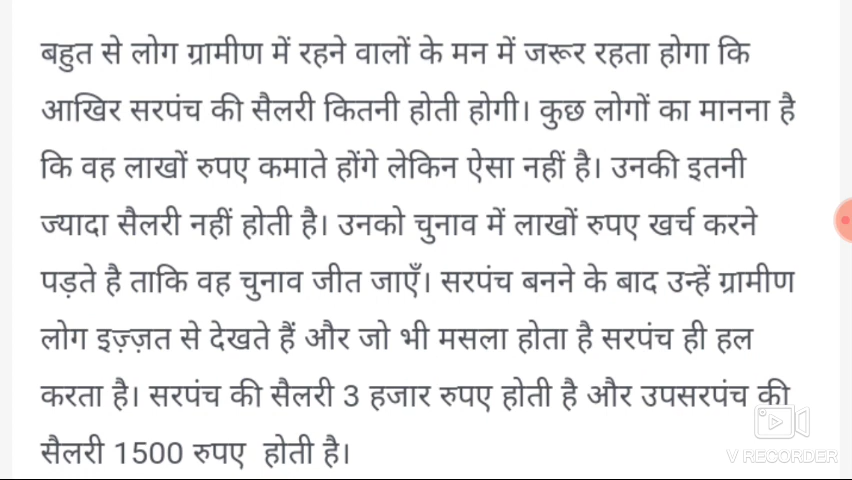 बहुत से लोग ग्रामीण में रहने वालों के मन में जरूर रहता होगा कि
आखिर सरपंच की सैलरी कितनी होती होगी। कुछ लोगों का मानना है
कि वह लाखों रुपए कमाते होंगे लेकिन ऐसा नहीं है। उनकी इतनी
ज्यादा सैलरी नहीं होती है। उनको चुनाव में लाखों रुपए खर्च करने
पड़ते है ताकि वह चुनाव जीत जाएँ। सरपंच बनने के बाद उन्हें ग्रामीण
लोग इज़्ज़त से देखते हैं और जो भी मसला होता है सरपंच ही हल
करता है। सरपंच की सैलरी 3 हजार रुपए होती है और उपसरपंच की
सैलरी 1500 रुपए होती है।
V RECORDER